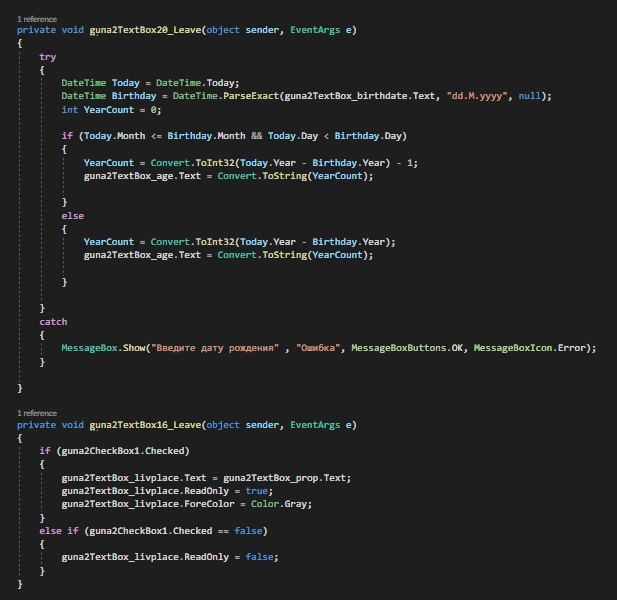 1 reference
private void guna2TextBox20_Leave(object sender, EventArgs e)
{
try
{
DateTime Today = DateTime.Today;
DateTime Birthday = DateTime.ParseExact(guna2TextBox_birthdate.Text, "dd.M.yyyy", null);
int YearCount = 0;
if (Today.Month <= Birthday.Month && Today.Day < Birthday.Day)
{
YearCount = Convert.ToInt32(Today.Year - Birthday.Year) - 1;
guna2TextBox_age.Text = Convert.ToString(YearCount);
}
else
{
YearCount = Convert.ToInt32(Today.Year - Birthday.Year);
guna2TextBox_age.Text = Convert.ToString(YearCount);
}
}
catch
{
MessageBox.Show("Введите дату рождения" , "Ошибка", MessageBoxButtons.OK, MessageBoxIcon.Error);
}
}
1 reference
private void guna2TextBox16_Leave(object sender, EventArgs e)
{
if (guna2CheckBox1.Checked)
{
guna2TextBox_livplace.Text = guna2TextBox_prop.Text;
guna2TextBox_livplace.ReadOnly = true;
guna2TextBox_livplace.ForeColor = Color.Gray;
}
else if (guna2CheckBox1.Checked == false)
{
guna2TextBox_livplace.ReadOnly = false;
}
}